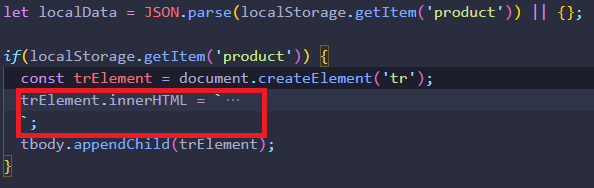 let localData = JSON.parse(localStorage.getItem('product')) || {};
if(localStorage.getItem('product')) {
const trElement = document.createElement('tr');
trElement.innerHTML = `⋯
`;
tbody.appendChild(trElement);
}